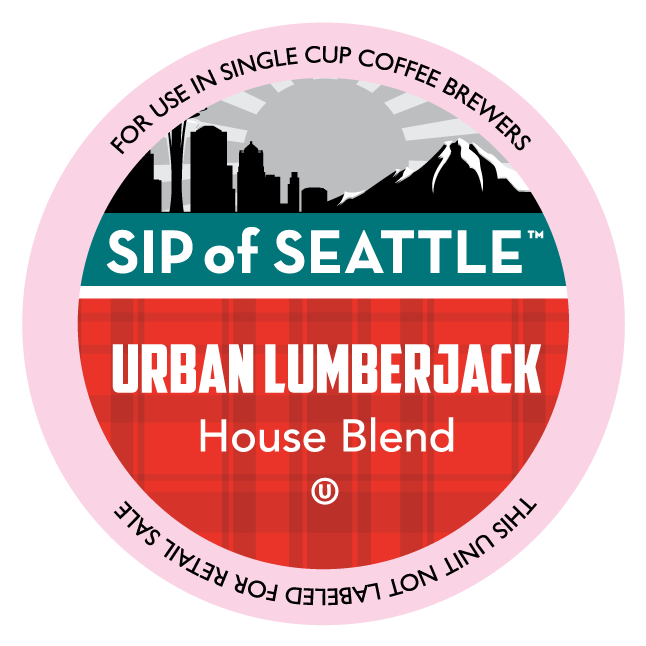 FOR USE IN SINGLE CUP COFFEE BREWERS
SIP of SEATTLE™
URBAN LUMBERJACK
House Blend
U
THIS UNIT NOT LABELED FOR RETAIL SALE